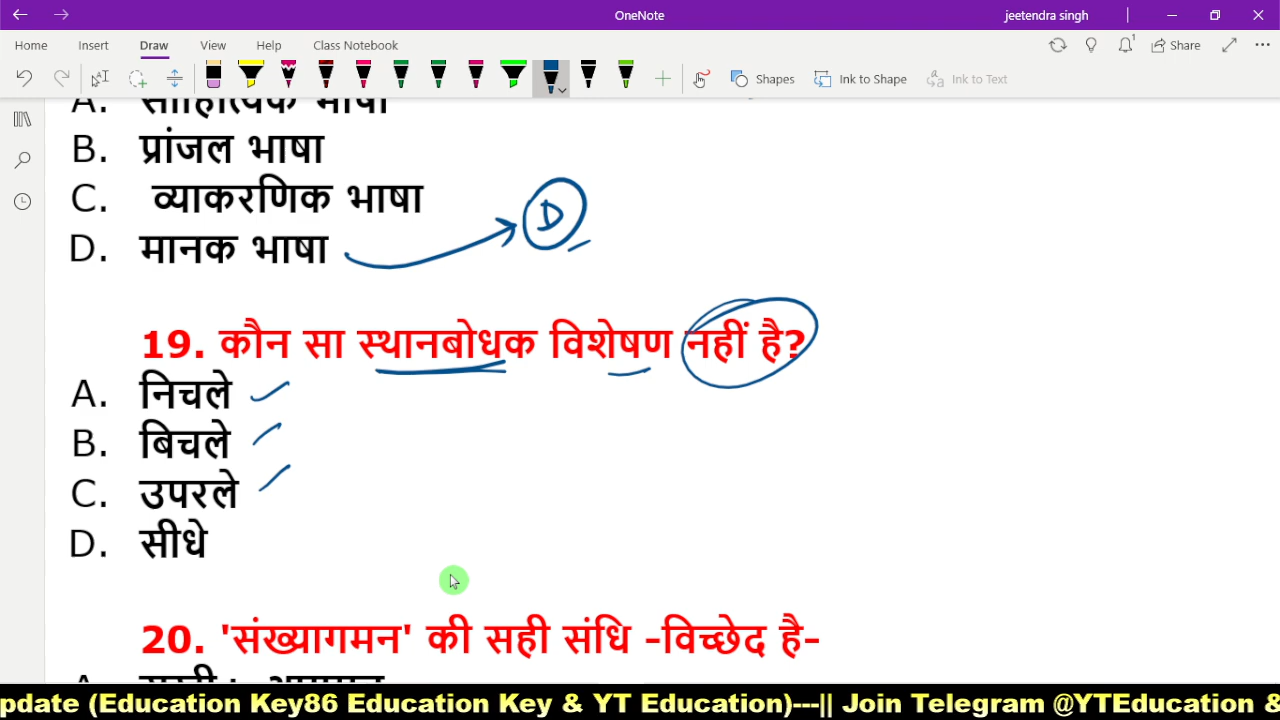 OneNote
jeetendra singh
Home Insert Draw View Help Class Notebook
Share
Shapes Ink to Shape Ink to Text
A. साहित्यिक भाषा
B. प्रांजल भाषा
C. व्याकरणिक भाषा
D. मानक भाषा
D
19. कौन सा स्थानबोधक विशेषण नहीं है?
A. निचले
B. बिचले
C. उपरले
D. सीधे
20. 'संख्यागमन' की सही संधि -विच्छेद है-
pdate (Education Key86 Education Key & YT Education)---|| Join Telegram @YTEducation &